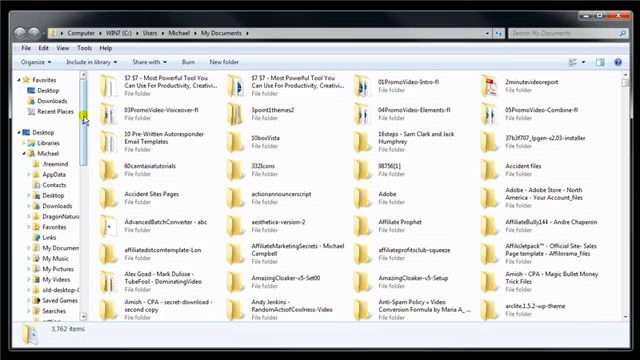 Computer WIN7 (C:) Users Michael My Documents
File Edit View Tools Help
Organize Include in library Share with Burn New folder
Favorites
Desktop
Downloads
Recent Places
Desktop
Libraries
Michael
.freemind
AppData
Contacts
Desktop
Downloads
DragonNatural
Favorites
Links
My Documen
My Music
My Pictures
My Videos
old-desktop-0
Saved Games
Searches
$7 $7 - Most Powerful Tool You
Can Use For Productivity, Creativi...
File folder
$7 $7 - Most Powerful Tool You
Can Use For Productivity, Creativi...
File folder
01PromoVideo-Intro-fl
File folder
2minutevideoreport
File folder
03PromoVideo-Voiceover-fl
File folder
3point1themes2
File folder
04PromoVideo-Elements-fl
File folder
05PromoVideo-Combine-fl
File folder
10 Pre-Written Autoresponder
Email Templates
File folder
10boxVista
File folder
16steps - Sam Clark and Jack
Humphrey
File folder
37b3f707_lpgen-v2.03-installer
File folder
60camtasiatutorials
File folder
332Icons
File folder
98756[1]
File folder
Accident files
File folder
Accident Sites Pages
File folder
actionannouncerscript
File folder
Adobe
File folder
Adobe - Adobe Store - North
America - Your Account_files
File folder
AdvancedBatchConverter - abc
File folder
aesthetica-version-2
File folder
Affiliate Prophet
File folder
AffiliateBully144 - Andre Chaperon
File folder
affiliatedotcomtemplate-Lon
File folder
AffiliateMarketingSecrets - Michael
Campbell
File folder
affiliateprofitclub-squeeze
File folder
AffiloJetpack™ - Official Site- Sales
Page template - Affilorama_files
File folder
Alex Goad - Mark Dulisse -
TubeFool - DominatingVideo
File folder
AmazingCloaker-v5-Set00
File folder
AmazingCloaker-v5-Setup
File folder
Amish - CPA - Magic Bullet Money
Trick Files
File folder
Amish - CPA - secret-download -
second copy
File folder
Andy Jenkins -
RandomActsofVideo - Covideo
File folder
Anti-Spam Policy « Video
Conversion Formula by Maria A_ ...
File folder
arclite.1.5.2-wp-theme
File folder
3,762 items